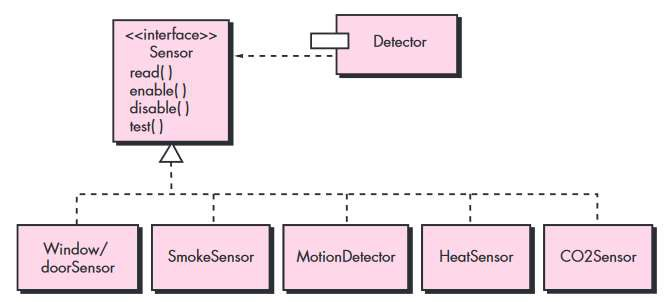 <<interface>>
Sensor
read( )
enable( )
disable( )
test( )
Detector
Window/
doorSensor
SmokeSensor
MotionDetector
HeatSensor
CO2Sensor